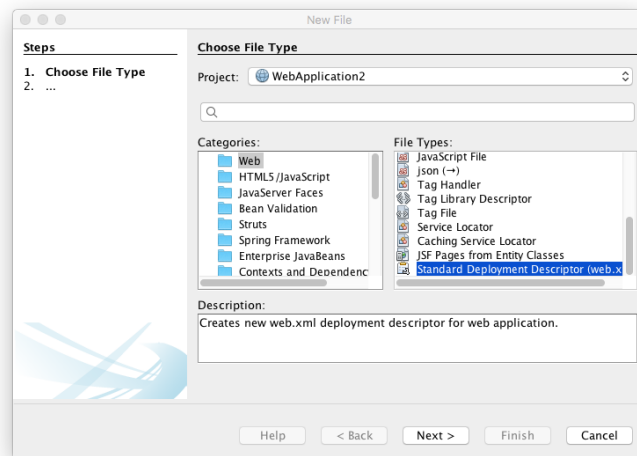 New File
Steps
1. Choose File Type
2. ...
Choose File Type
Project: WebApplication2
Categories:
Web
HTML5/JavaScript
JavaServer Faces
Bean Validation
Struts
Spring Framework
Enterprise JavaBeans
Contexts and Dependenc
File Types:
JavaScript File
json (→)
Tag Handler
Tag Library Descriptor
Tag File
Service Locator
Caching Service Locator
JSF Pages from Entity Classes
Standard Deployment Descriptor (web.x
Description:
Creates new web.xml deployment descriptor for web application.
Help < Back Next > Finish Cancel